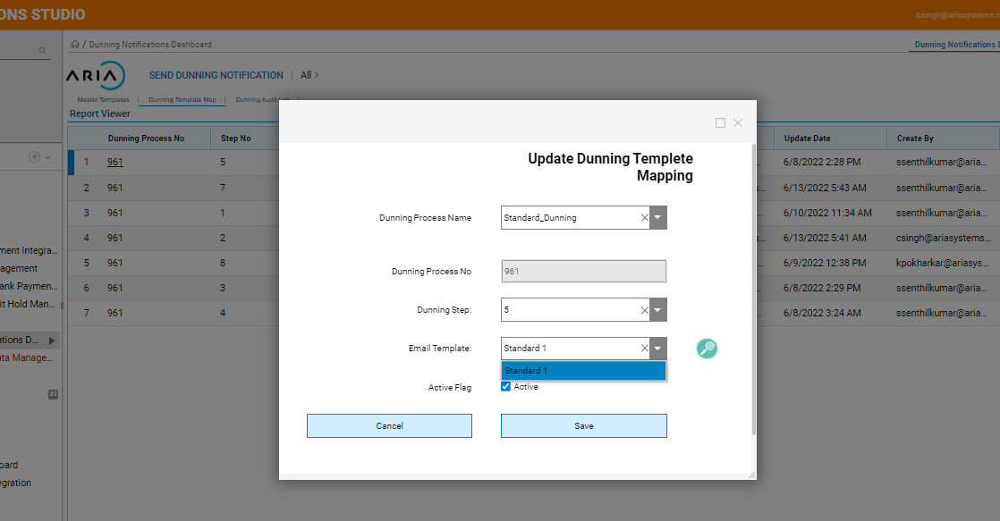 ONS STUDIO
csingh@ariasystems.c
/ Dunning Notifications Dashboard
Dunning Notifications D
ARIA
SEND DUNNING NOTIFICATION
All >
Master Templates
Dunning Template Map
Dunning Audit Log
Report Viewer
Dunning Process No
Step No
Update Date
Create By
1 961 5 6/8/2022 2:28 PM ssenthilkumar@aria...
2 961 7 s... 6/13/2022 5:43 AM ssenthilkumar@aria...
3 961 1 ... 6/10/2022 11:34 AM ssenthilkumar@aria...
4 961 2 s... 6/13/2022 5:41 AM csingh@ariasystems...
5 961 8 ... 6/9/2022 12:38 PM kpokharkar@ariasys...
6 961 3 ... 6/8/2022 2:29 PM ssenthilkumar@aria...
7 961 4 ... 6/8/2022 3:24 AM ssenthilkumar@aria...
ment Integra...
agement
ank Paymen...
it Hold Man...
ations D...
ata Manage...
23
oard
egration
Update Dunning Templete
Mapping
Dunning Process Name
Standard_Dunning
Dunning Process No
961
Dunning Step:
5
Email Template:
Standard 1
Standard 1
Active Flag
Active
Cancel
Save